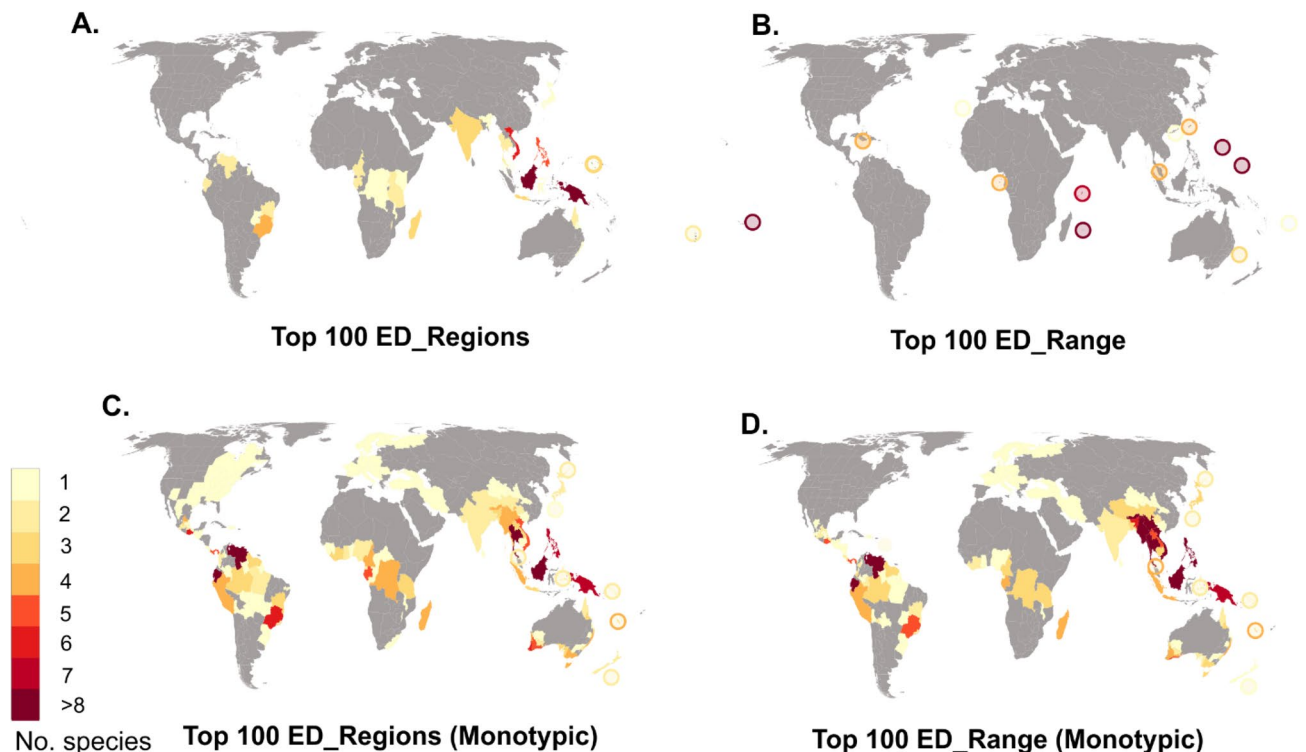 A.
B.
Top 100 ED_Regions
Top 100 ED_Range
C.
D.
1
2
3
4
5
6
7
>8
No. species
Top 100 ED_Regions (Monotypic)
Top 100 ED_Range (Monotypic)